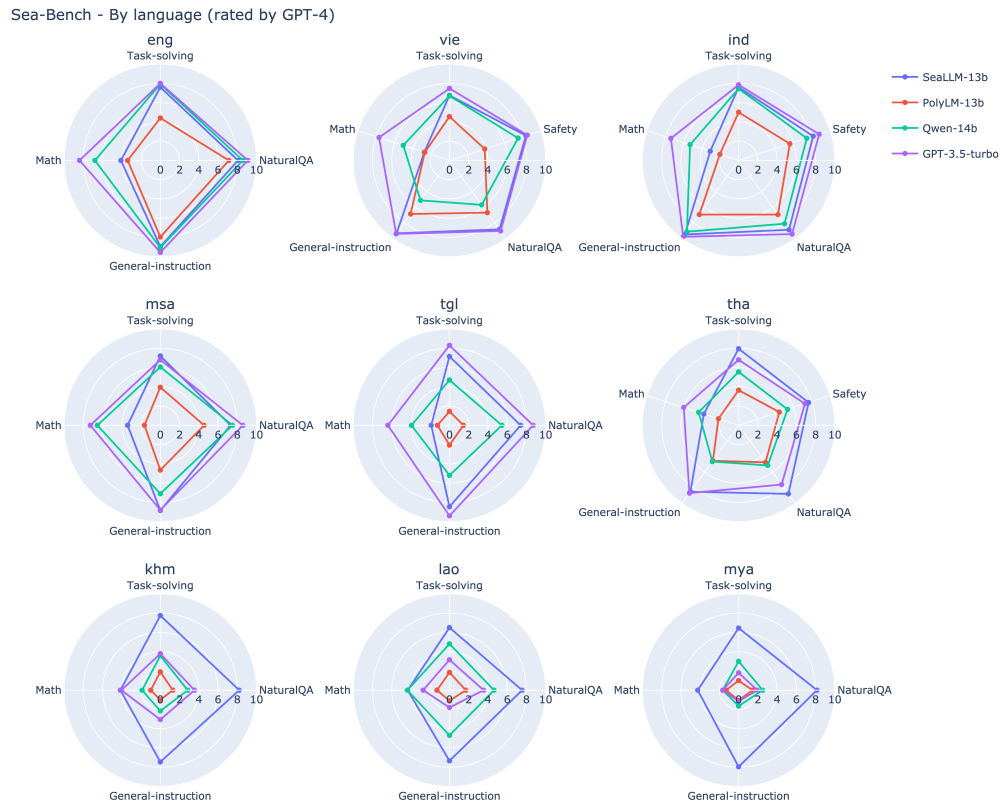 Sea-Bench - By language (rated by GPT-4)
eng
Task-solving
Math
0 2 4 6 8 10
NaturalQA
General-instruction
vie
Task-solving
Math
Safety
0 2 4 6 8 10
General-instruction
NaturalQA
ind
Task-solving
Math
Safety
0 2 4 6 8 10
General-instruction
NaturalQA
SeaLLM-13b
PolyLM-13b
Qwen-14b
GPT-3.5-turbo
msa
Task-solving
Math
0 2 4 6 8 10
NaturalQA
General-instruction
tgl
Task-solving
Math
0 2 4 6 8 10
NaturalQA
General-instruction
tha
Task-solving
Math
Safety
0 2 4 6 8 10
General-instruction
NaturalQA
khm
Task-solving
Math
0 2 4 6 8 10
NaturalQA
General-instruction
lao
Task-solving
Math
0 2 4 6 8 10
NaturalQA
General-instruction
mya
Task-solving
Math
0 2 4 6 8 10
NaturalQA
General-instruction